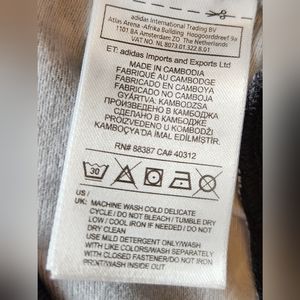 adidas International Trading BV
Atlas Arena -Afrika Building Hoogoorddreef 9a
1101 BA Amsterdam ZO The Netherlands
VAT NO. NL 8073.01.322.B.01
ET: adidas Imports and Exports Ltd
MADE IN CAMBODIA
FABRIQUÉ AU CAMBODGE
FABRICADO EN CAMBOYA
FABRICADO NO CAMBOJA
GYÁRTVA: KAMBODZSA
ПРОИЗВЕДЕНО В КАМБОДЖА
СДЕЛАНО В КАМБОДЖЕ
PROIZVEDENO U KOMBODŽI
KAMBOÇYA'DA İMAL EDİLMİŞTİR.
RN# 88387 CA# 40312
30
US /
UK: MACHINE WASH COLD DELICATE
CYCLE / DO NOT BLEACH / TUMBLE DRY
LOW / COOL IRON IF NEEDED / DO NOT
DRY CLEAN
USE MILD DETERGENT ONLY/WASH
WITH LIKE COLORS/WASH SEPARATELY
WITH CLOSED FASTENER/DO NOT IRON
PRINT/WASH INSIDE OUT